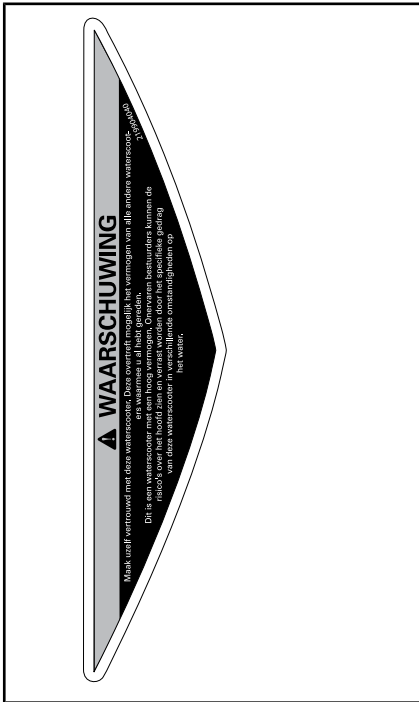 WAARSCHUWING
Maak uzelf vertrouwd met deze waterscooter. Deze overtreft mogelijk het vermogen van alle andere waterscoot-
ers waarmee u al hebt gereden.
Dit is een waterscooter met een hoog vermogen. Onervaren bestuurders kunnen de
risico's over het hoofd zien en verrast worden door het specifieke gedrag
van deze waterscooter in verschillende omstandigheden op
het water.
219904040